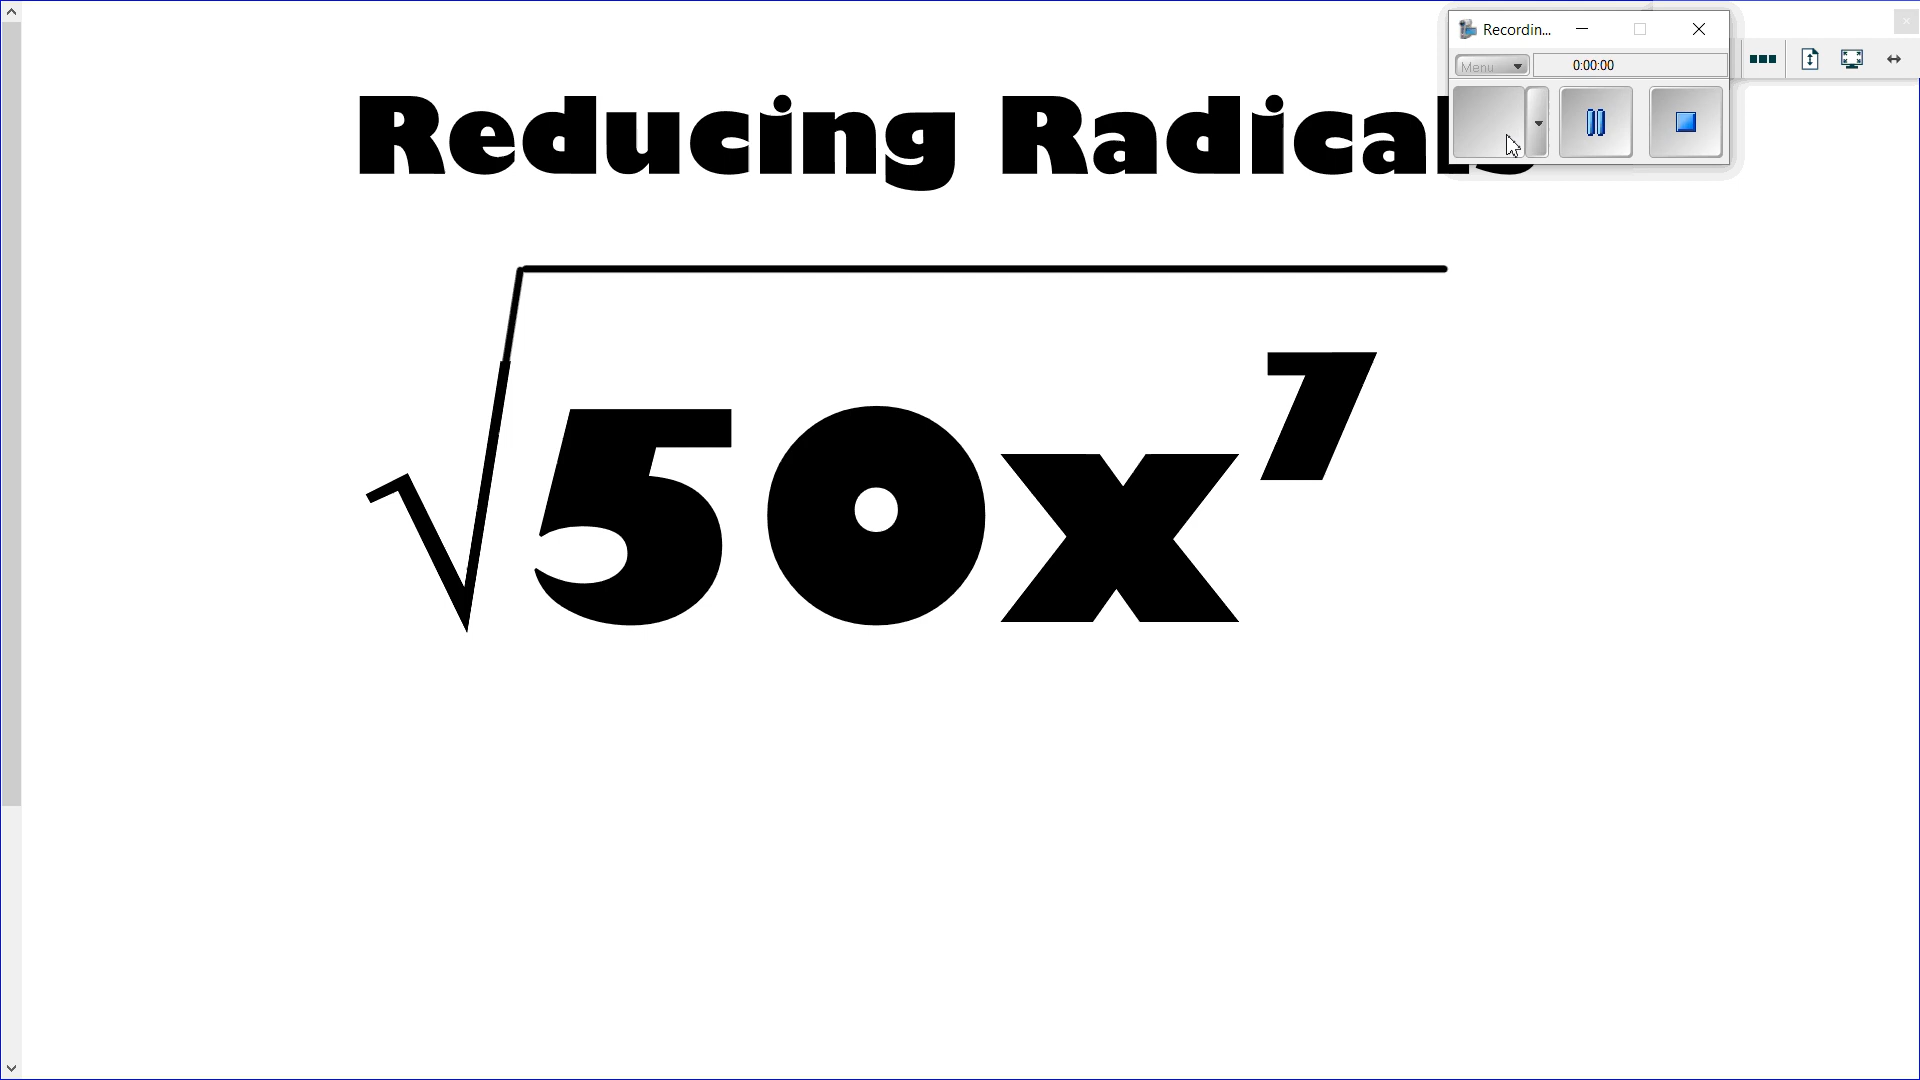 Recordin...
Menu 0:00:00
Reducing Radicals
√50x⁷